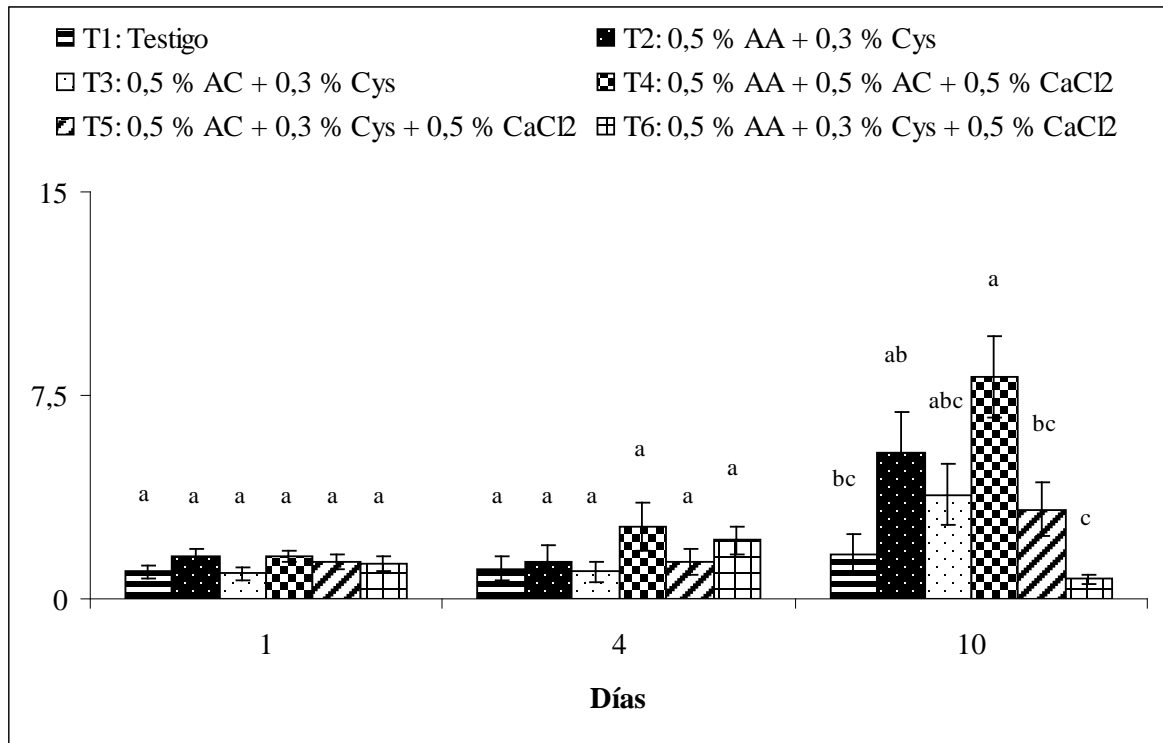 T1: Testigo
T2: 0,5 % AA + 0,3 % Cys
T3: 0,5 % AC + 0,3 % Cys
T4: 0,5 % AA + 0,5 % AC + 0,5 % CaCl2
T5: 0,5 % AC + 0,3 % Cys + 0,5 % CaCl2
T6: 0,5 % AA + 0,3 % Cys + 0,5 % CaCl2
15
7,5
0
a a a a a a
a a a a a a
bc ab abc a bc c
1 4 10
Días